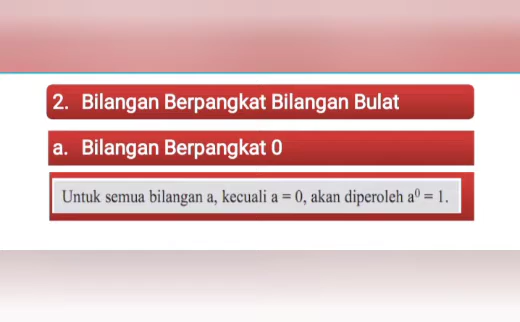 2. Bilangan Berpangkat Bilangan Bulat
a. Bilangan Berpangkat 0
Untuk semua bilangan a, kecuali a = 0, akan diperoleh a⁰ = 1.